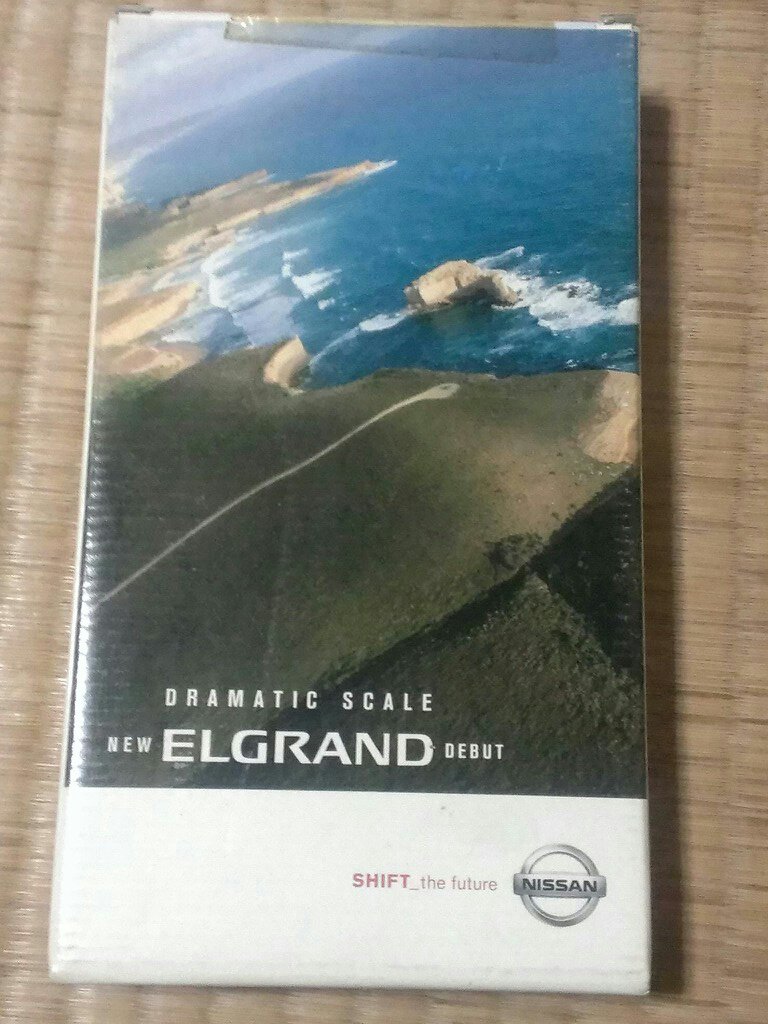 DRAMATIC SCALE
NEW ELGRAND DEBUT
SHIFT_the future
NISSAN